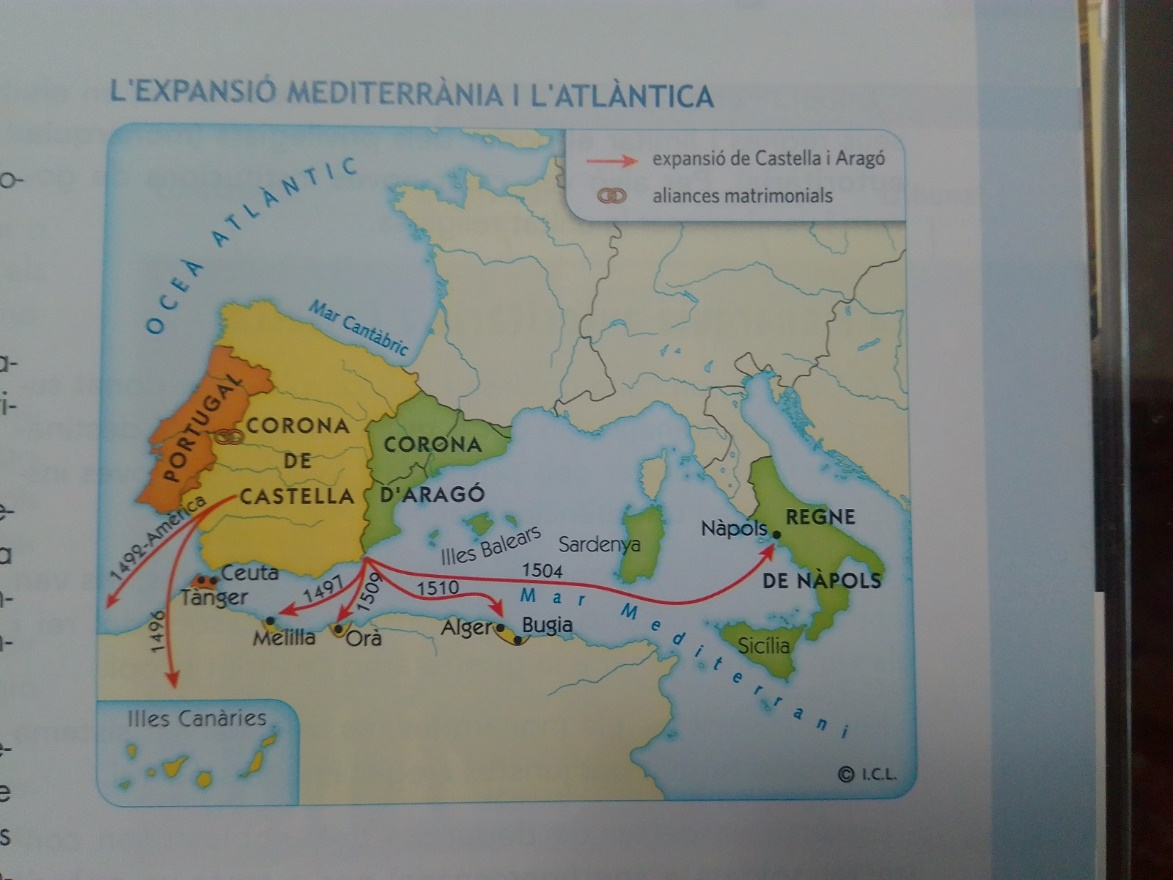 L'EXPANSIÓ MEDITERRÀNIA I L'ATLÀNTICA
expansió de Castella i Aragó
aliances matrimonials
OCEÀ ATLÀNTIC
Mar Cantàbric
PORTUGAL
CORONA
DE
CASTELLA
CORONA
D'ARAGÓ
Illes Balears
Sardenya
Nàpols
REGNE
DE NÀPOLS
1492-Amèrica
1496
Ceuta
Tànger
1497
1509
1510
1504
Mar Mediterrani
Melilla
Orà
Alger
Bugia
Sicília
Illes Canàries
© I.C.L.